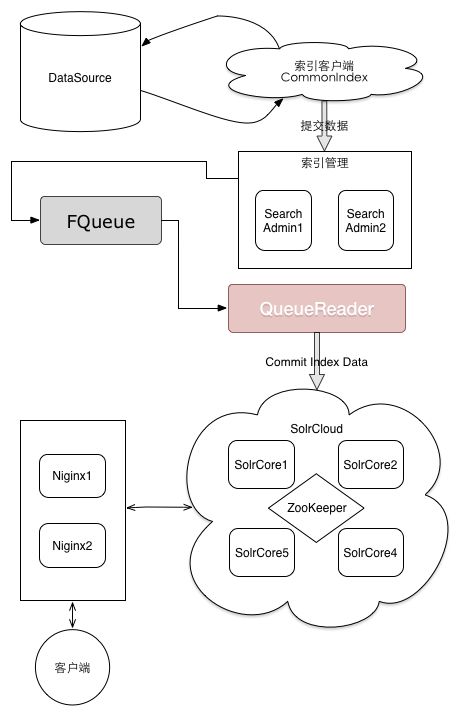 DataSource
索引客户端
CommonIndex
提交数据
索引管理
Search
Admin1
Search
Admin2
FQueue
QueueReader
Commit Index Data
SolrCloud
SolrCore1
SolrCore2
ZooKeeper
SolrCore5
SolrCore4
Niginx1
Niginx2
客户端